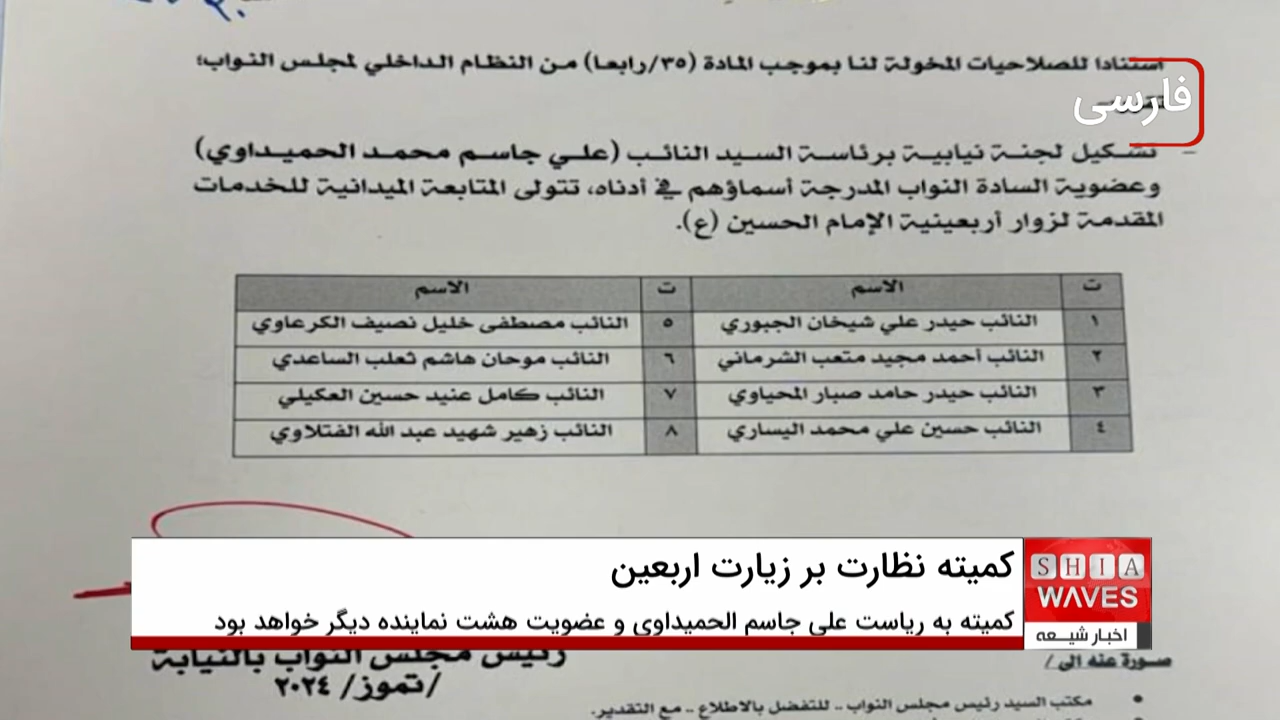 استنادا للصلاحيات المخولة لنا بموجب المادة (٣٥/رابعا) من النظام الداخلي لمجلس النواب؛
فارسی
– تشكيل لجنة نيابية برئاسة السيد النائب (علي جاسم محمد الحميداوي)
وعضوية السادة النواب المدرجة أسماؤهم في أدناه، تتولى المتابعة الميدانية للخدمات
المقدمة لزوار أربعينية الإمام الحسين (ع).
ت الاسم ت الاسم
١ النائب حيدر علي شيخان الجبوري ٥ النائب مصطفى خليل نصيف الكرعاوي
٢ النائب أحمد مجيد متعب الشرماني ٦ النائب موحان هاشم ثعلب الساعدي
٣ النائب حيدر حامد صبار المحياوي ٧ النائب كامل عنيد حسين العكيلي
٤ النائب حسين علي محمد اليساري ٨ النائب زهير شهيد عبد الله الفتلاوي
کمیته نظارت بر زیارت اربعین
کمیته به ریاست علی جاسم الحمیداوی و عضویت هشت نماینده دیگر خواهد بود
SHIA
WAVES
اخبار شیعه
رئيس مجلس النواب بالنيابة
/تموز/ ٢٠٢٤
صورة عنه الى/
• مكتب السيد رئيس مجلس النواب .. للتفضل بالاطلاع .. مع التقدير.